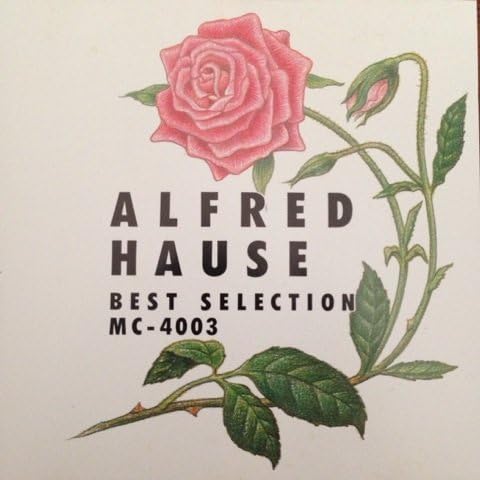 ALFRED
HAUSE
BEST SELECTION
MC-4003